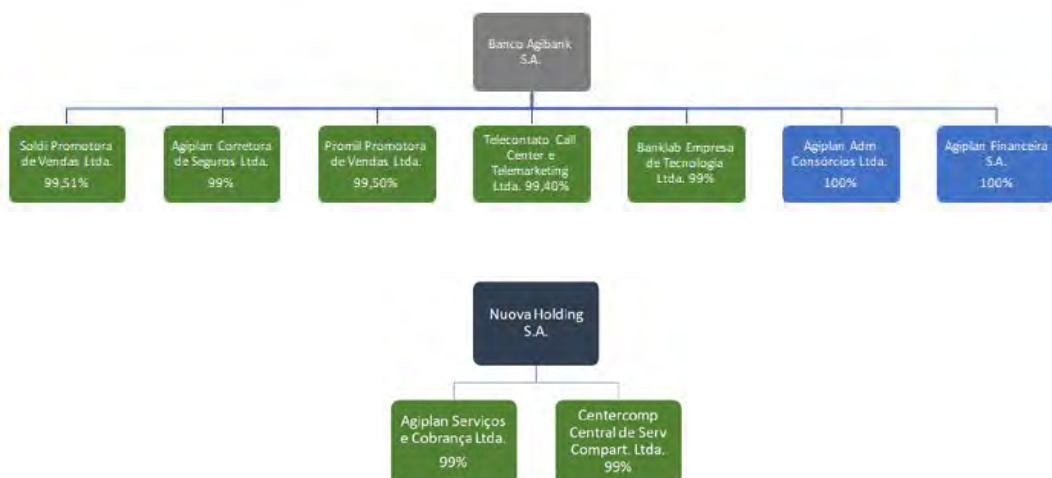 Banco Agibank
S.A.
Soldi Promotora
de Vendas Ltda.
99,51%
Agiplan Corretura
de Seguros Ltda.
99%
Promil Promotora
de Vendas Ltda.
99,50%
Telecontato Call
Center e
Telemarketing
Ltda. 99,40%
Banklab Empresa
de Tecnologia
Ltda. 99%
Agiplan Adm
Consórcios Ltda.
100%
Agiplan Financeira
S.A.
100%
Nuova Holding
S.A.
Agiplan Serviços
e Cobrança Ltda.
99%
Centercomp
Central de Serv
Compart. Ltda.
99%